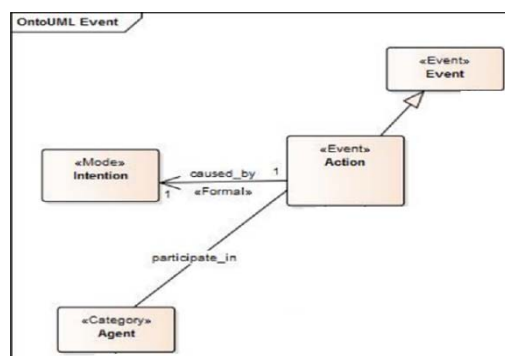 OntoUML Event
«Event»
Event
«Event»
Action
«Mode»
Intention
caused_by
1
1
«Formal»
participate_in
«Category»
Agent